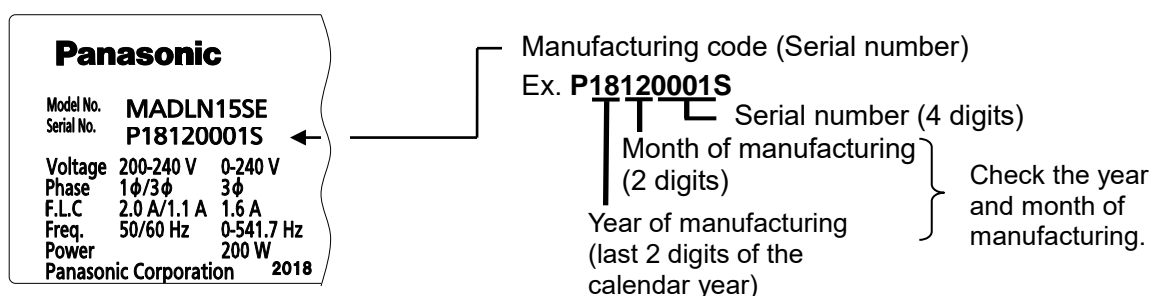 Panasonic
Model No. MADLN15SE
Serial No. P18120001S
Voltage 200-240 V 0-240 V
Phase 1ϕ/3ϕ 3ϕ
F.L.C 2.0 A/1.1 A 1.6 A
Freq. 50/60 Hz 0-541.7 Hz
Power 200 W
Panasonic Corporation 2018
Manufacturing code (Serial number)
Ex. P18120001S
Serial number (4 digits)
Month of manufacturing
(2 digits)
Year of manufacturing
(last 2 digits of the
calendar year)
Check the year
and month of
manufacturing.